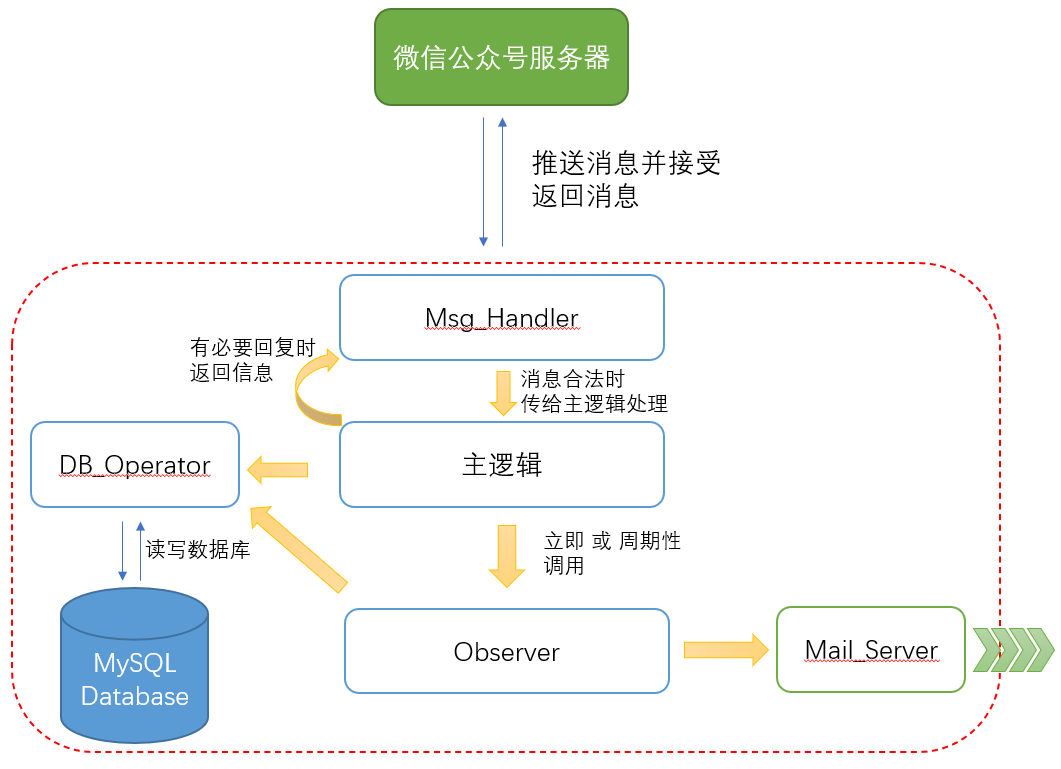 微信公众号服务器
推送消息并接受
返回消息
Msg_Handler
有必要回复时
返回信息
消息合法时
传给主逻辑处理
DB_Operator
主逻辑
读写数据库
立即 或 周期性
调用
MySQL
Database
Observer
Mail_Server